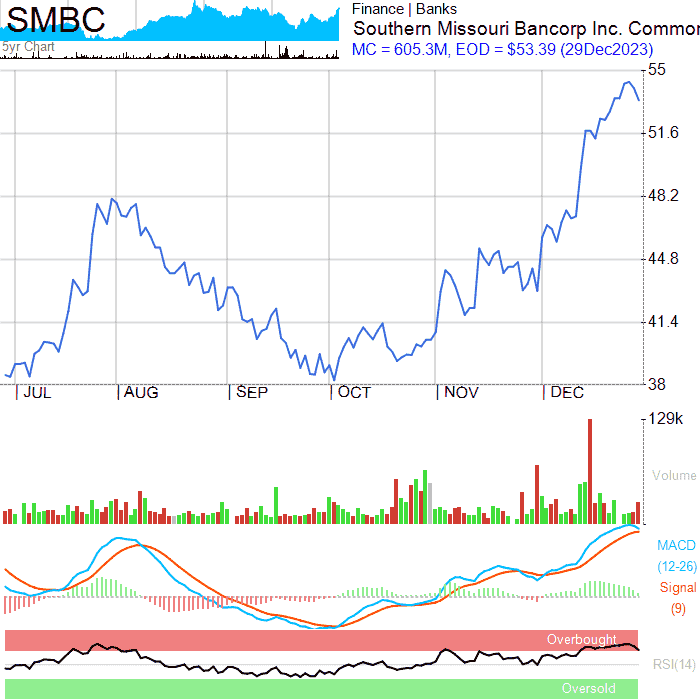 SMBC
5yr Chart
Finance | Banks
Southern Missouri Bancorp Inc. Common
MC = 605.3M, EOD = $53.39 (29Dec2023)
55
51.6
48.2
44.8
41.4
38
JUL AUG SEP OCT NOV DEC
129k
Volume
MACD
(12-26)
Signal
(9)
Overbought
RSI(14)
Oversold